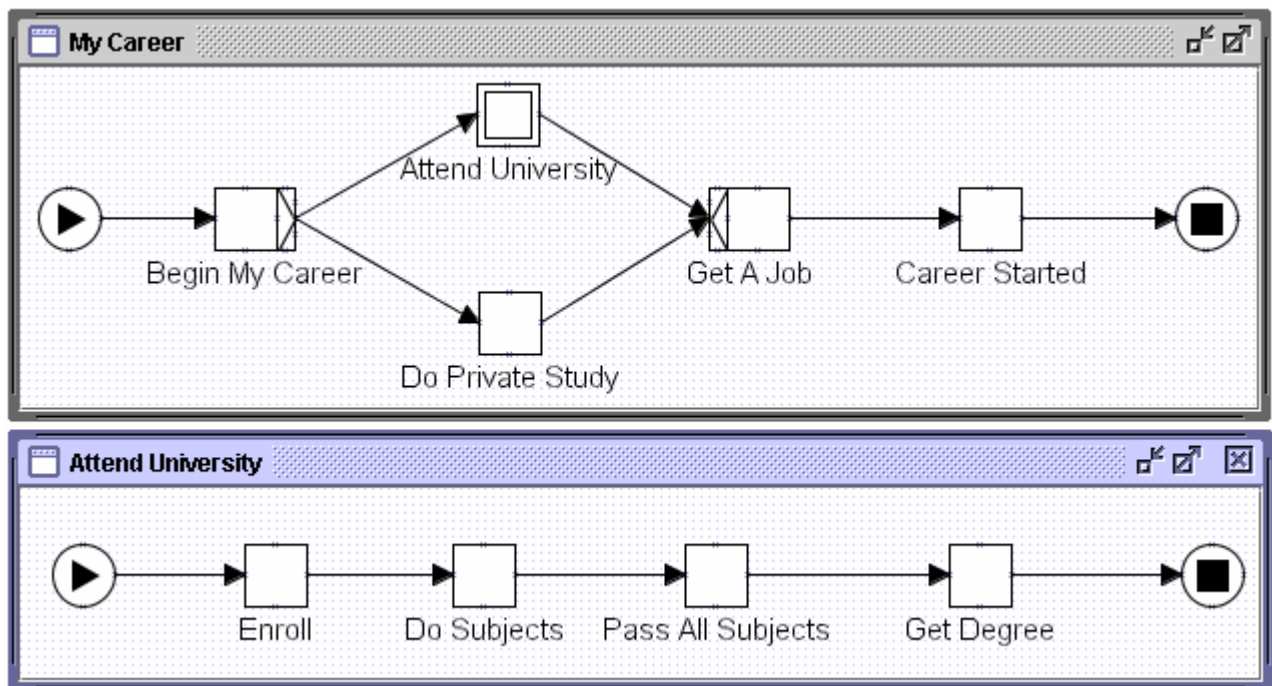 My Career
Attend University
Begin My Career
Get A Job
Career Started
Do Private Study
Attend University
Enroll
Do Subjects
Pass All Subjects
Get Degree